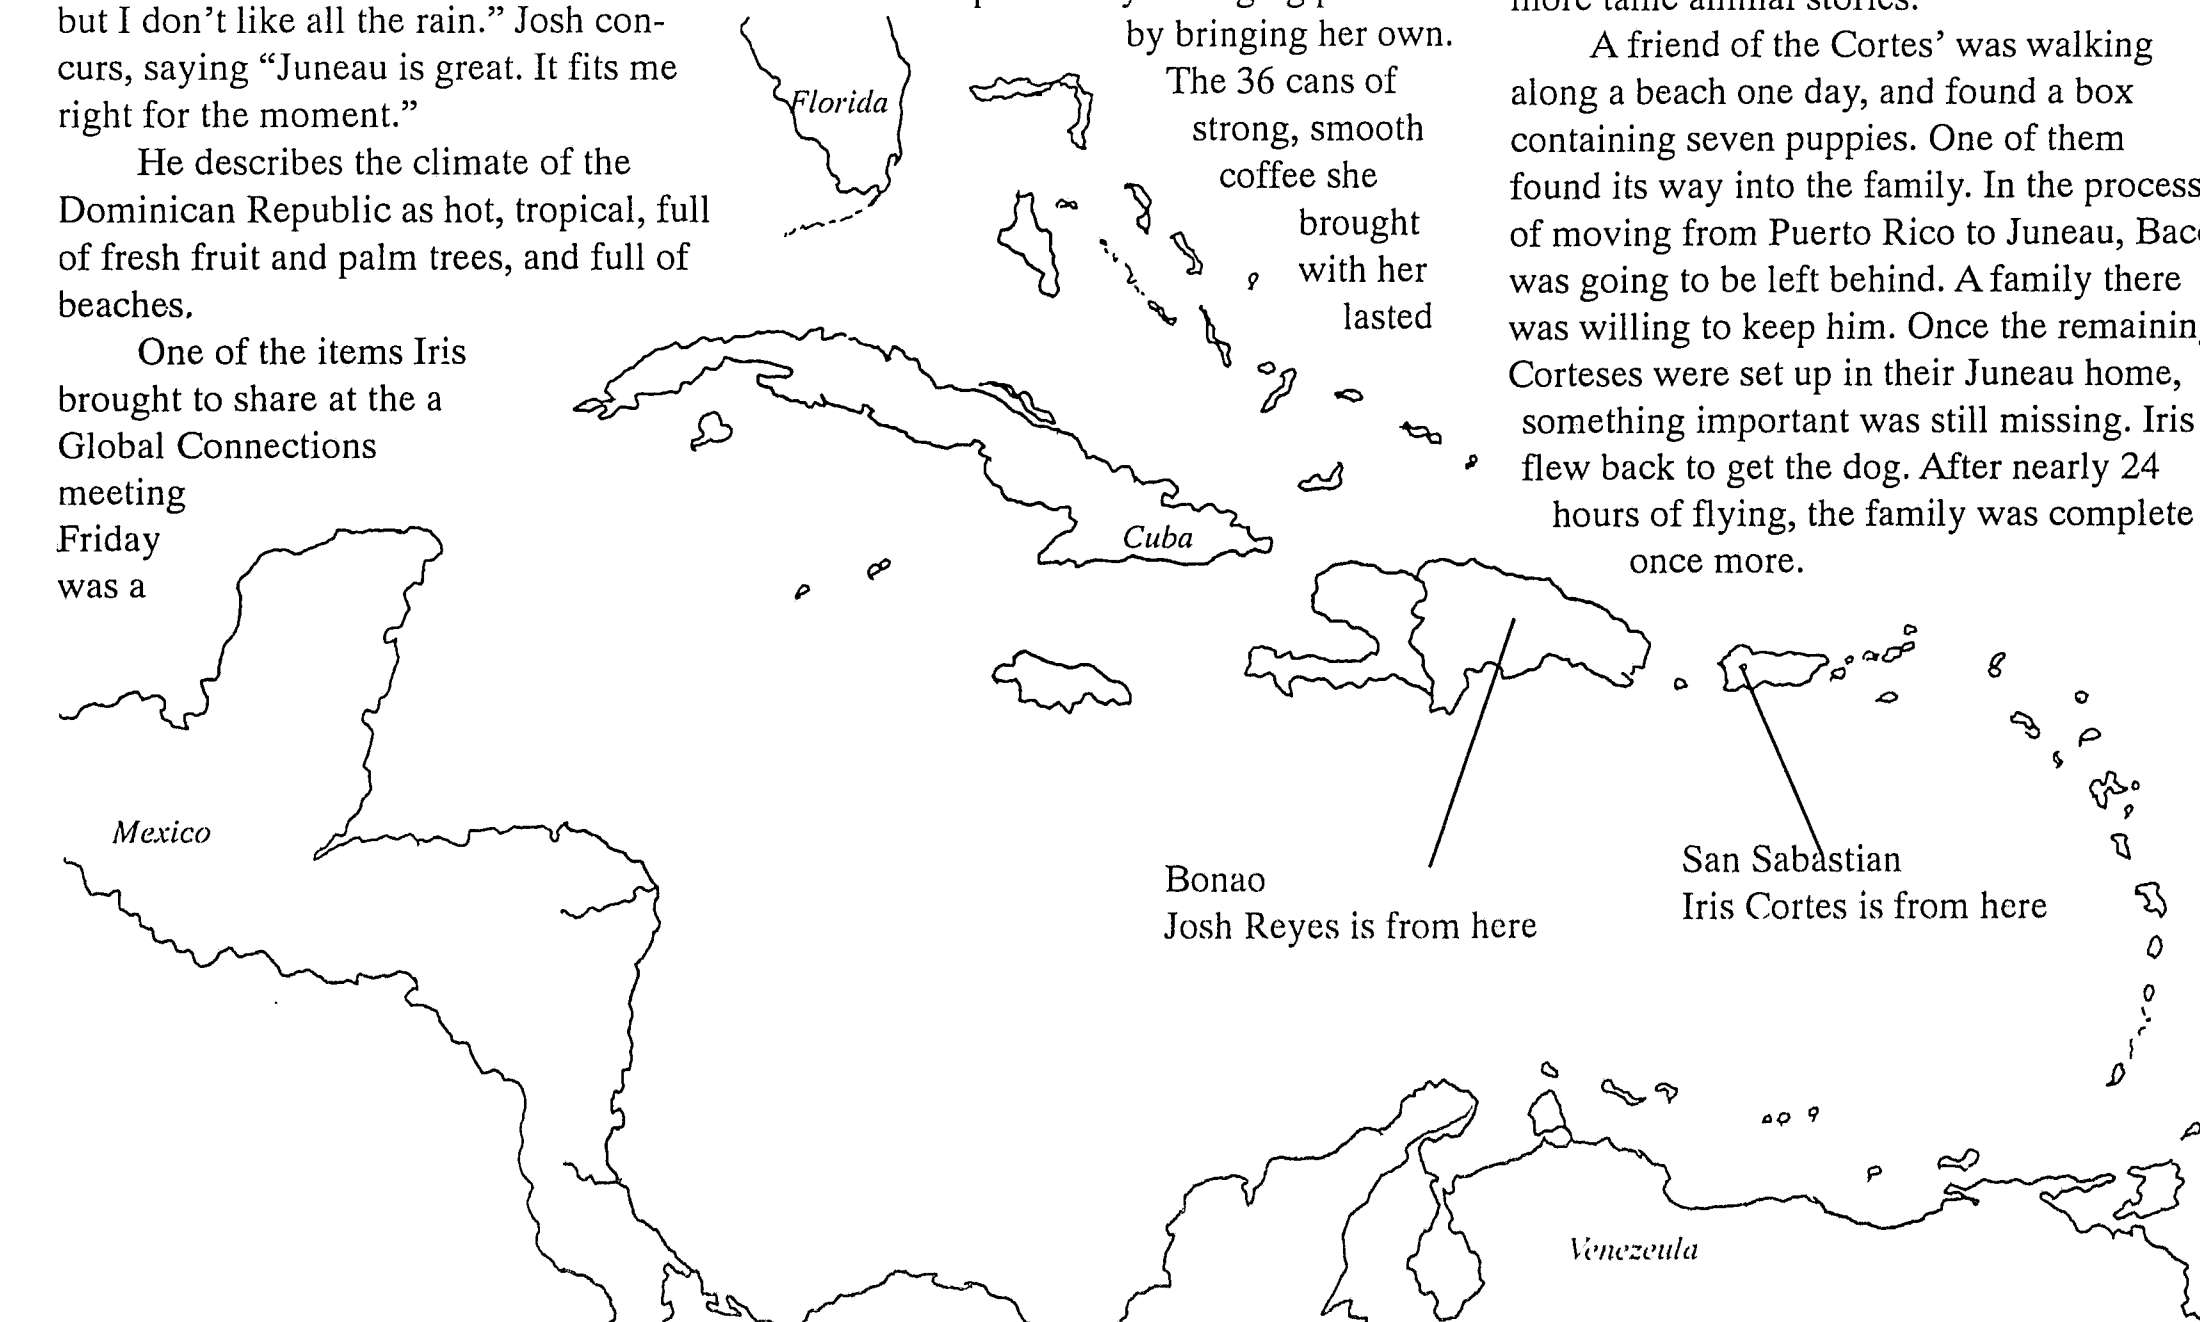 but I don't like all the rain.” Josh con-
curs, saying “Juneau is great. It fits me
right for the moment.”
He describes the climate of the
Dominican Republic as hot, tropical, full
of fresh fruit and palm trees, and full of
beaches.
One of the items Iris
brought to share at the a
Global Connections
meeting
Friday
was a
by bringing her own.
The 36 cans of
strong, smooth
coffee she
brought
with her
lasted
more tame animal stories.
A friend of the Cortes’ was walking
along a beach one day, and found a box
containing seven puppies. One of them
found its way into the family. In the process
of moving from Puerto Rico to Juneau,
was going to be left behind. A family there
was willing to keep him. Once the
Corteses were set up in their Juneau home,
something important was still missing. Iris
flew back to get the dog. After nearly 24
hours of flying, the family was complete
once more.
Florida
Cuba
Mexico
Bonao
Josh Reyes is from here
San Sabastian
Iris Cortes is from here
Venezeula